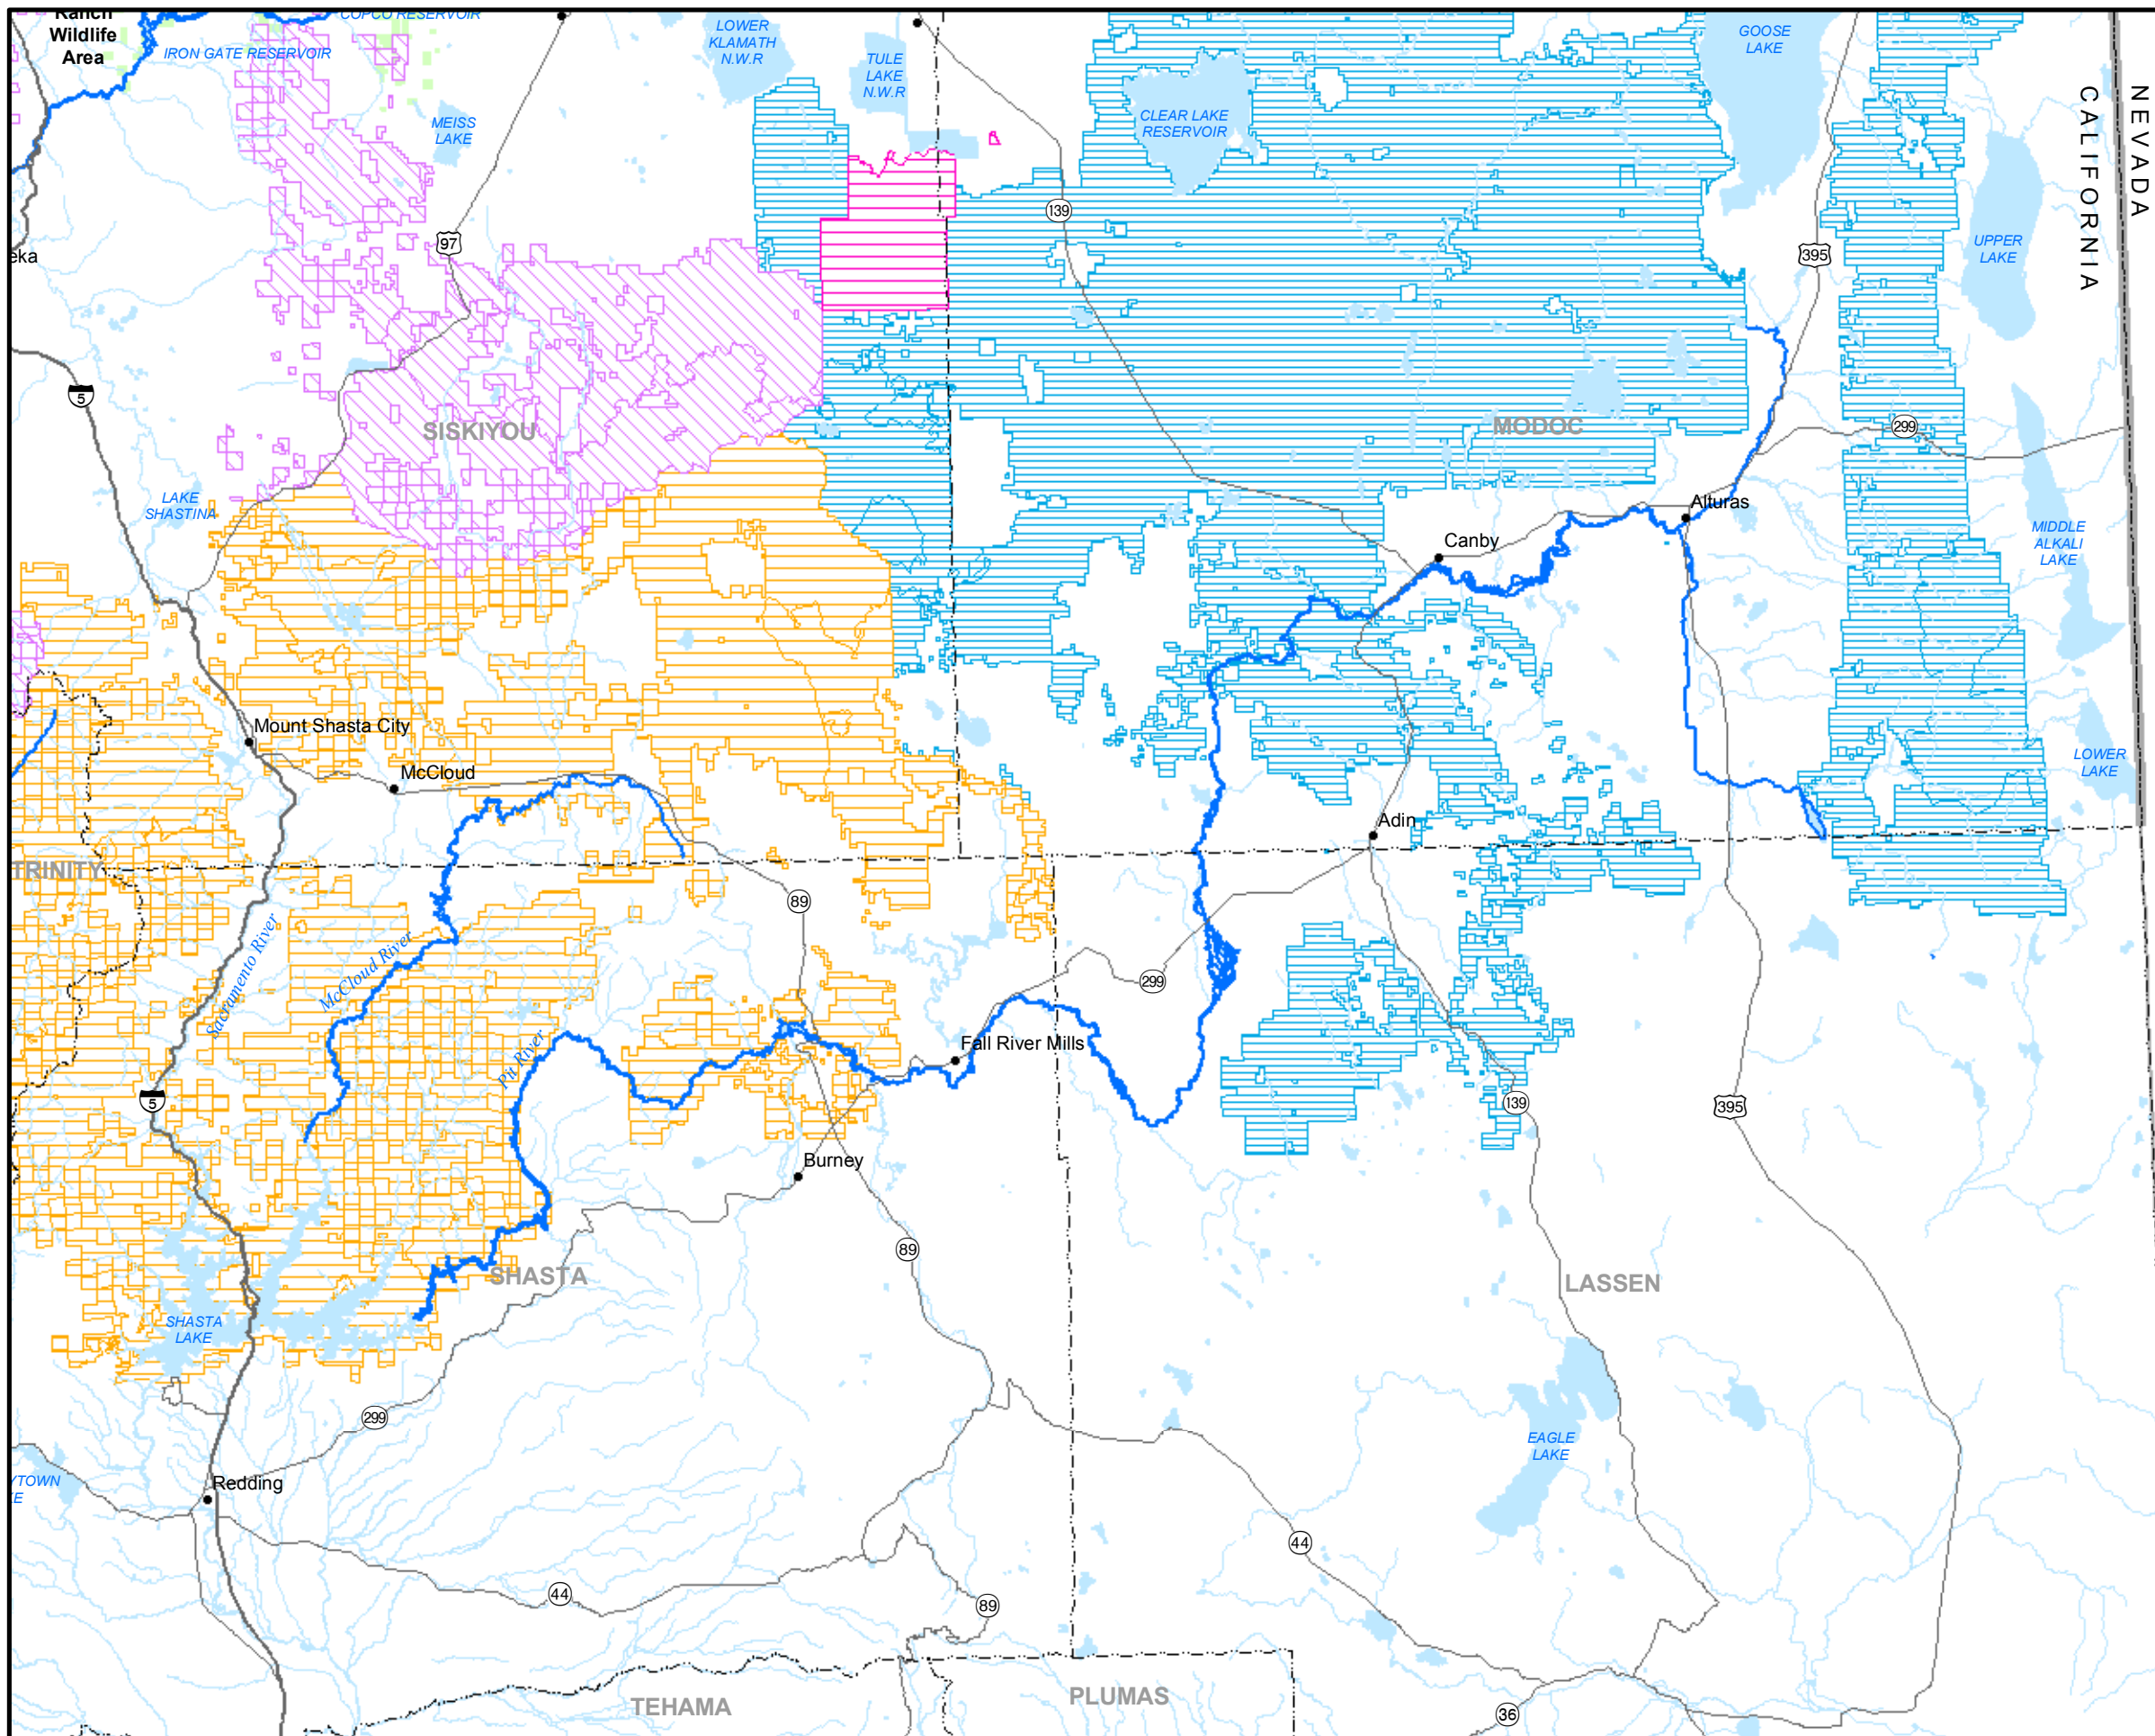 Ranch
Wildlife
Area
COPCO RESERVOIR
IRON GATE RESERVOIR
LOWER
KLAMATH
N.W.R
TULE
LAKE
N.W.R
GOOSE
LAKE
CLEAR LAKE
RESERVOIR
MEISS
LAKE
CALIFORNIA
NEVADA
139
97
395
UPPER
LAKE
eka
5
SISKIYOU
MODOC
299
LAKE
SHASTINA
Alturas
Canby
MIDDLE
ALKALI
LAKE
Mount Shasta City
McCloud
LOWER
LAKE
Adin
TRINITY
89
Sacramento River
McCloud River
299
Pit River
Fall River Mills
5
139
395
Burney
89
SHASTA
LASSEN
SHASTA
LAKE
299
EAGLE
LAKE
YTOWN
E
Redding
44
44
89
TEHAMA
PLUMAS
36